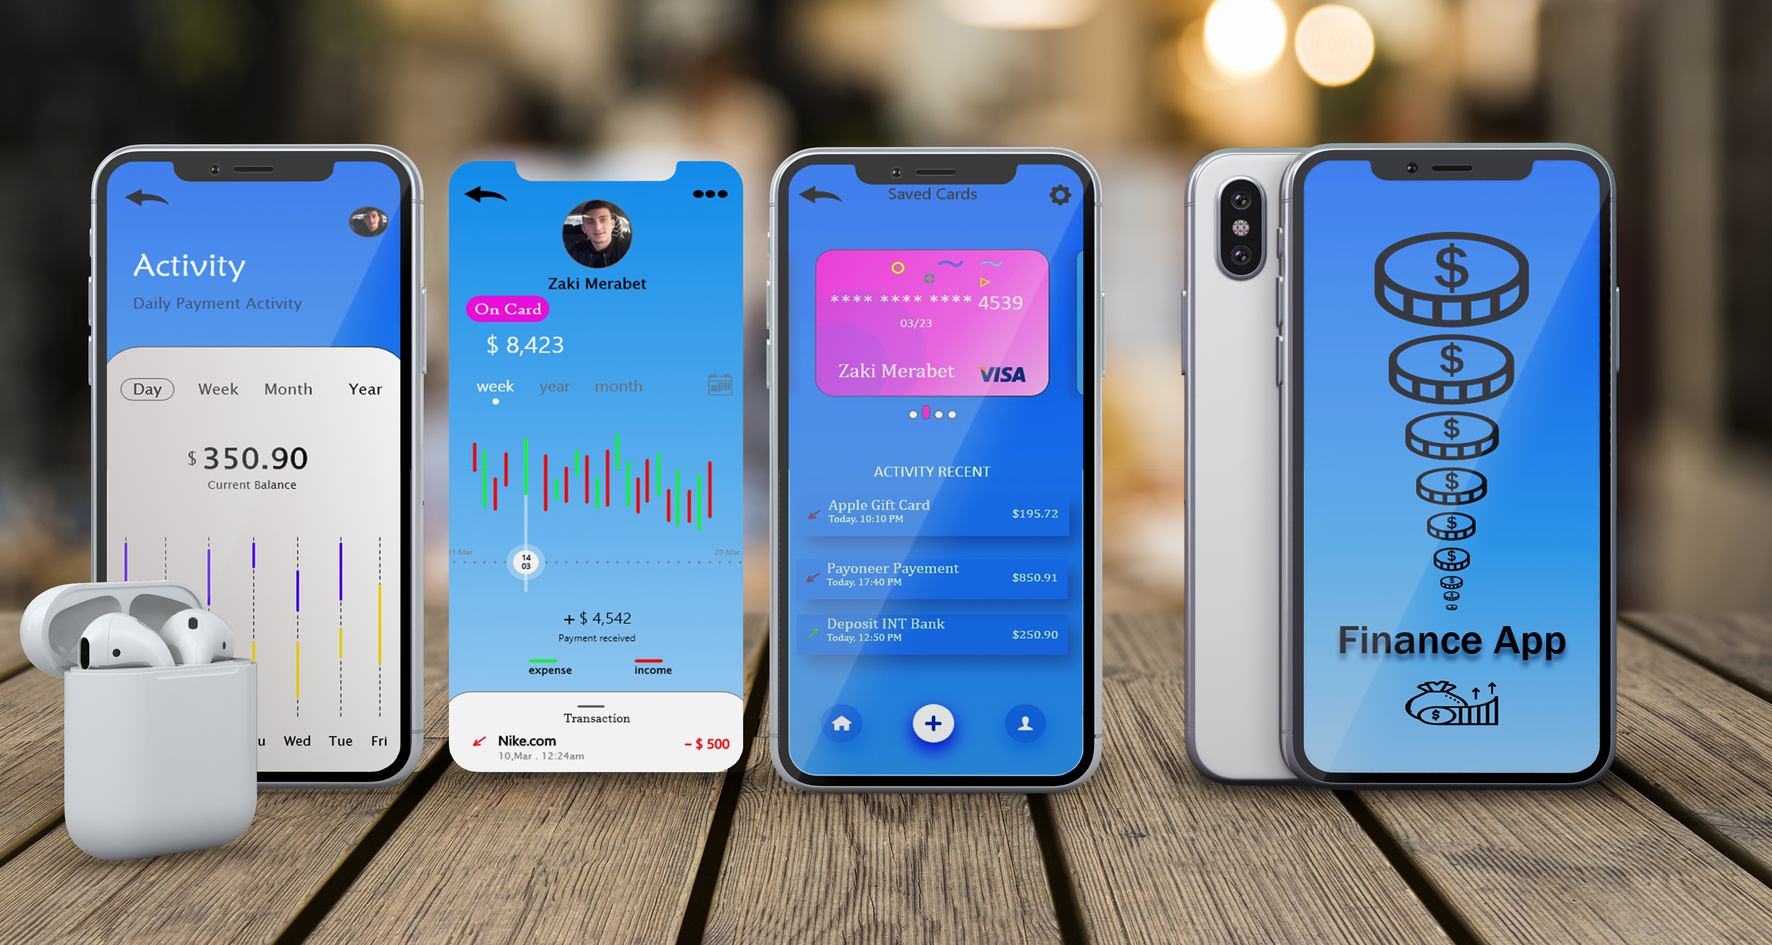 Activity
Daily Payment Activity
Day Week Month Year
$ 350.90
Current Balance
Wed Tue Fri
Zaki Merabet
On Card
$ 8,423
week year month
11 Mar 20 Mar
14
03
+ $ 4,542
Payment received
expense income
Transaction
Nike.com
10,Mar . 12:24am
- $ 500
Saved Cards
**** **** **** 4539
03/23
Zaki Merabet VISA
ACTIVITY RECENT
Apple Gift Card
Today, 10:10 PM
$195.72
Payoneer Payement
Today, 17:40 PM
$850.91
Deposit INT Bank
Today, 12:50 PM
$250.90
$
$
$
$
$
$
Finance App
$